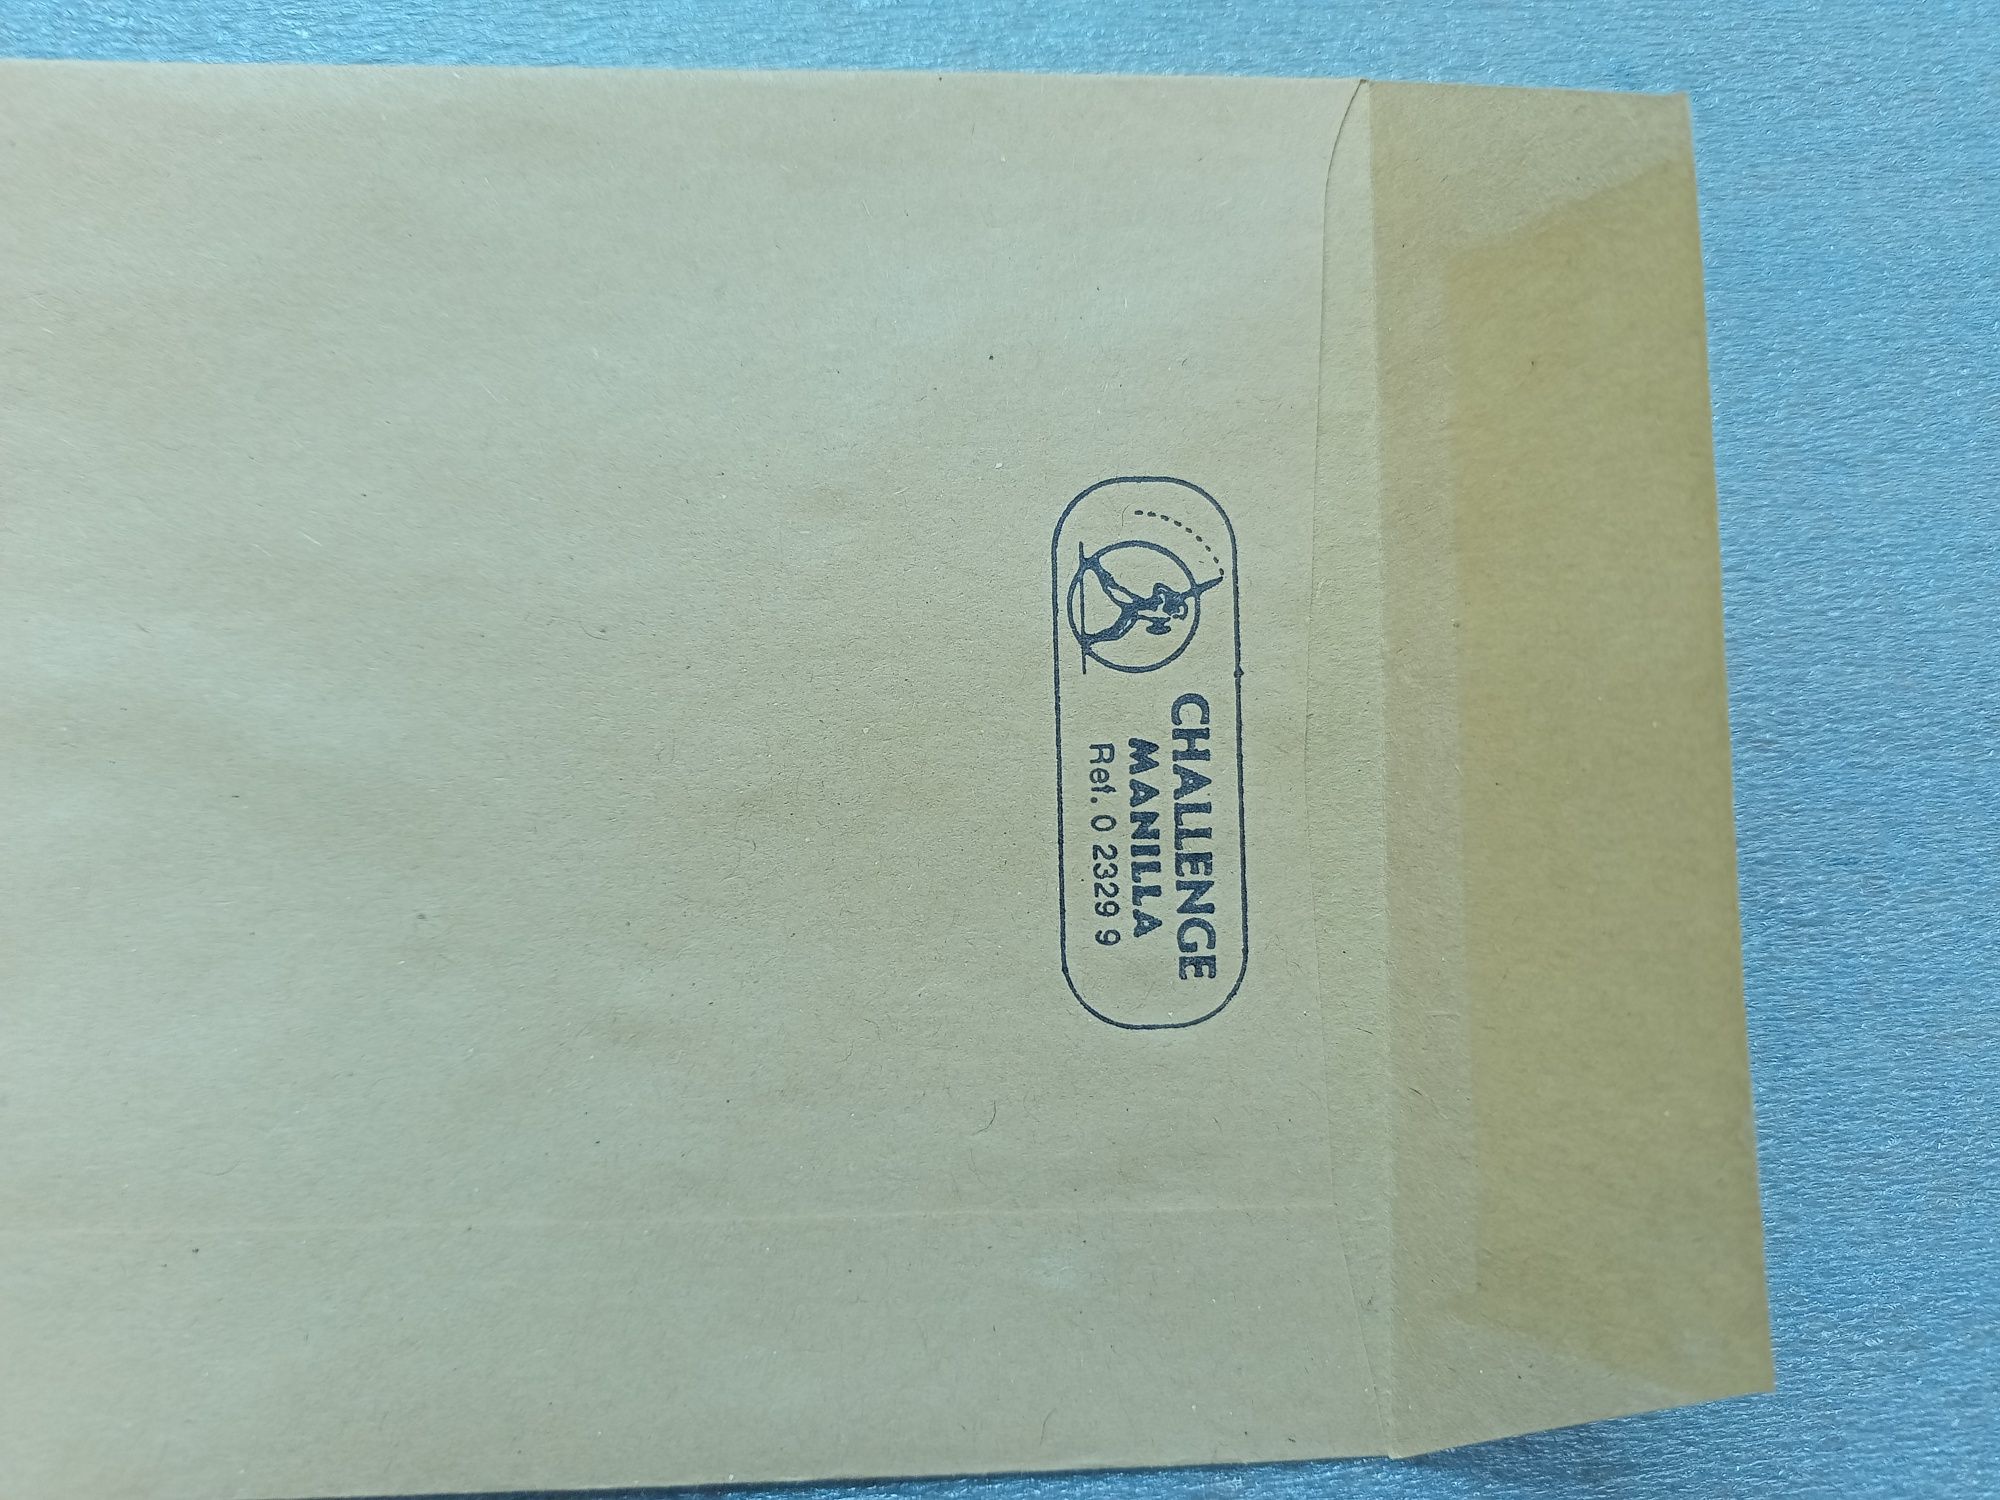 CHALLENGE
MANILLA
Ref. 0 2329 9